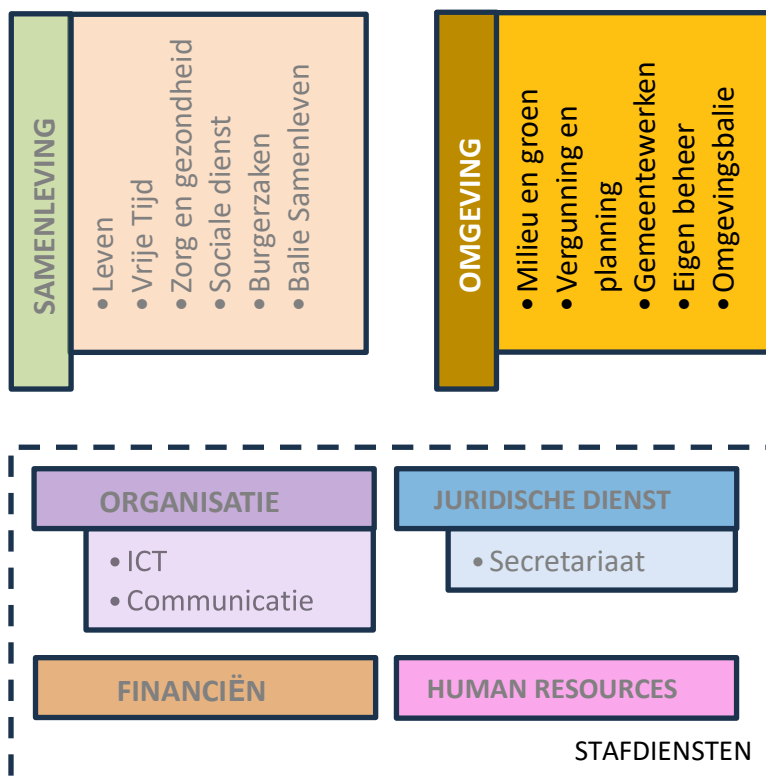 SAMENLEVING
• Leven
• Vrije Tijd
• Zorg en gezondheid
• Sociale dienst
• Burgerzaken
• Balie Samenleven
OMGEVING
• Milieu en groen
• Vergunning en
planning
• Gemeentewerken
• Eigen beheer
• Omgevingsbalie
ORGANISATIE
• ICT
• Communicatie
JURIDISCHE DIENST
• Secretariaat
FINANCIËN
HUMAN RESOURCES
STAFDIENSTEN